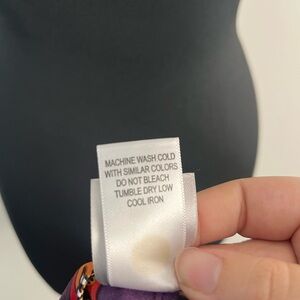 MACHINE WASH COLD
WITH SIMILAR COLORS
DO NOT BLEACH
TUMBLE DRY LOW
COOL IRON